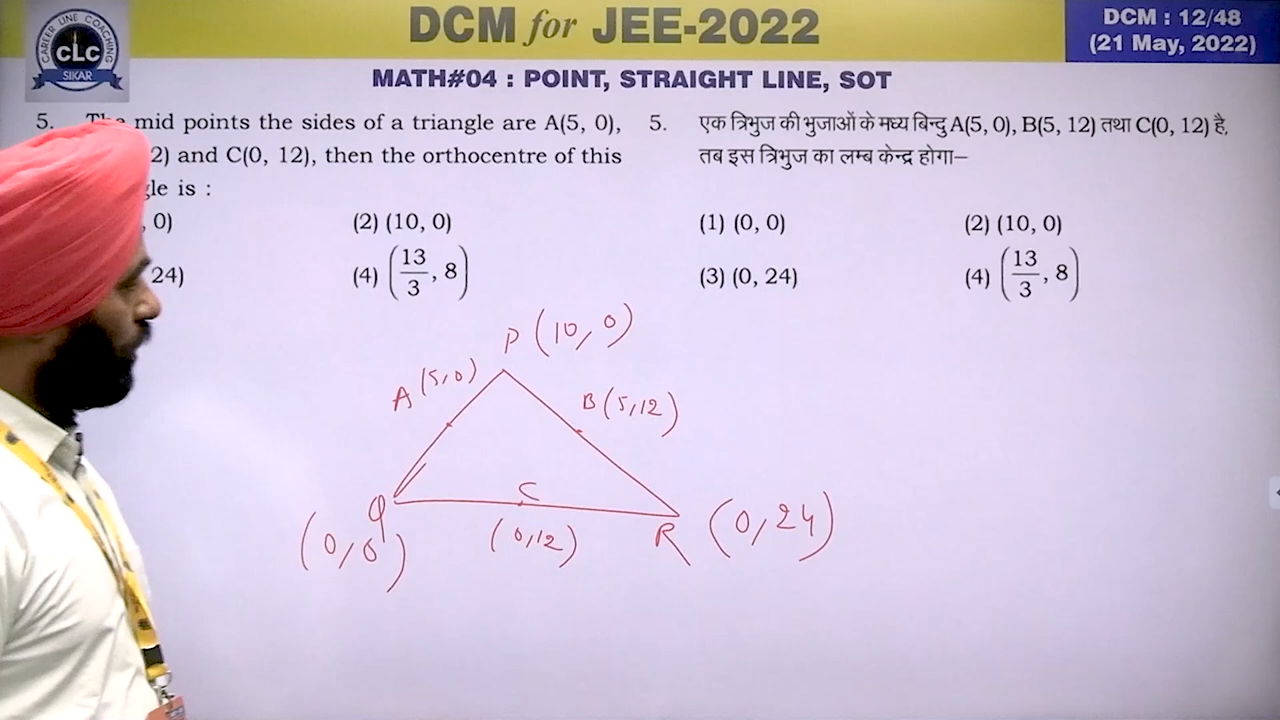 DCM for JEE-2022
DCM : 12/48
(21 May, 2022)
CAREER LINE COACHING
CLC
SIKAR
MATH#04 : POINT, STRAIGHT LINE, SOT
5. mid points the sides of a triangle are A(5, 0),
2) and C(0, 12), then the orthocentre of this
gle is :
, 0)
(2) (10, 0)
24)
(4) (13/3, 8)
5. एक त्रिभुज की भुजाओं के मध्य बिन्दु A(5, 0), B(5, 12) तथा C(0, 12) है,
तब इस त्रिभुज का लम्ब केन्द्र होगा–
(1) (0, 0)
(2) (10, 0)
(3) (0, 24)
(4) (13/3, 8)
P (10, 0)
A (5,0)
B (5,12)
C
Q
R (0, 24)
(0, 0)
(0,12)